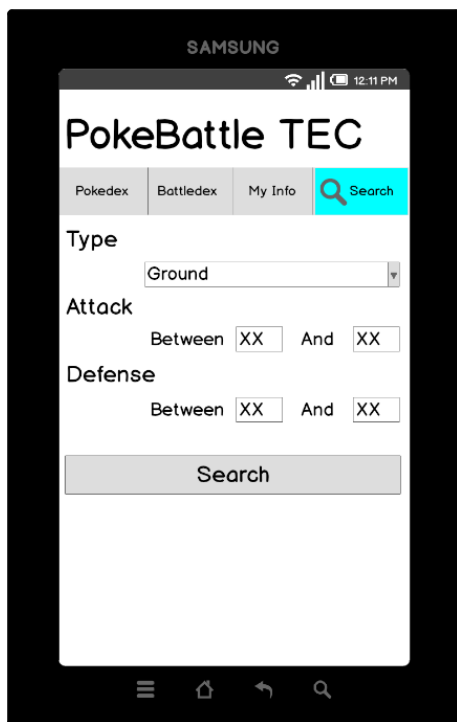 SAMSUNG
12:11 PM
PokeBattle TEC
Pokedex Battledex My Info Search
Type
Ground
Attack
Between XX And XX
Defense
Between XX And XX
Search